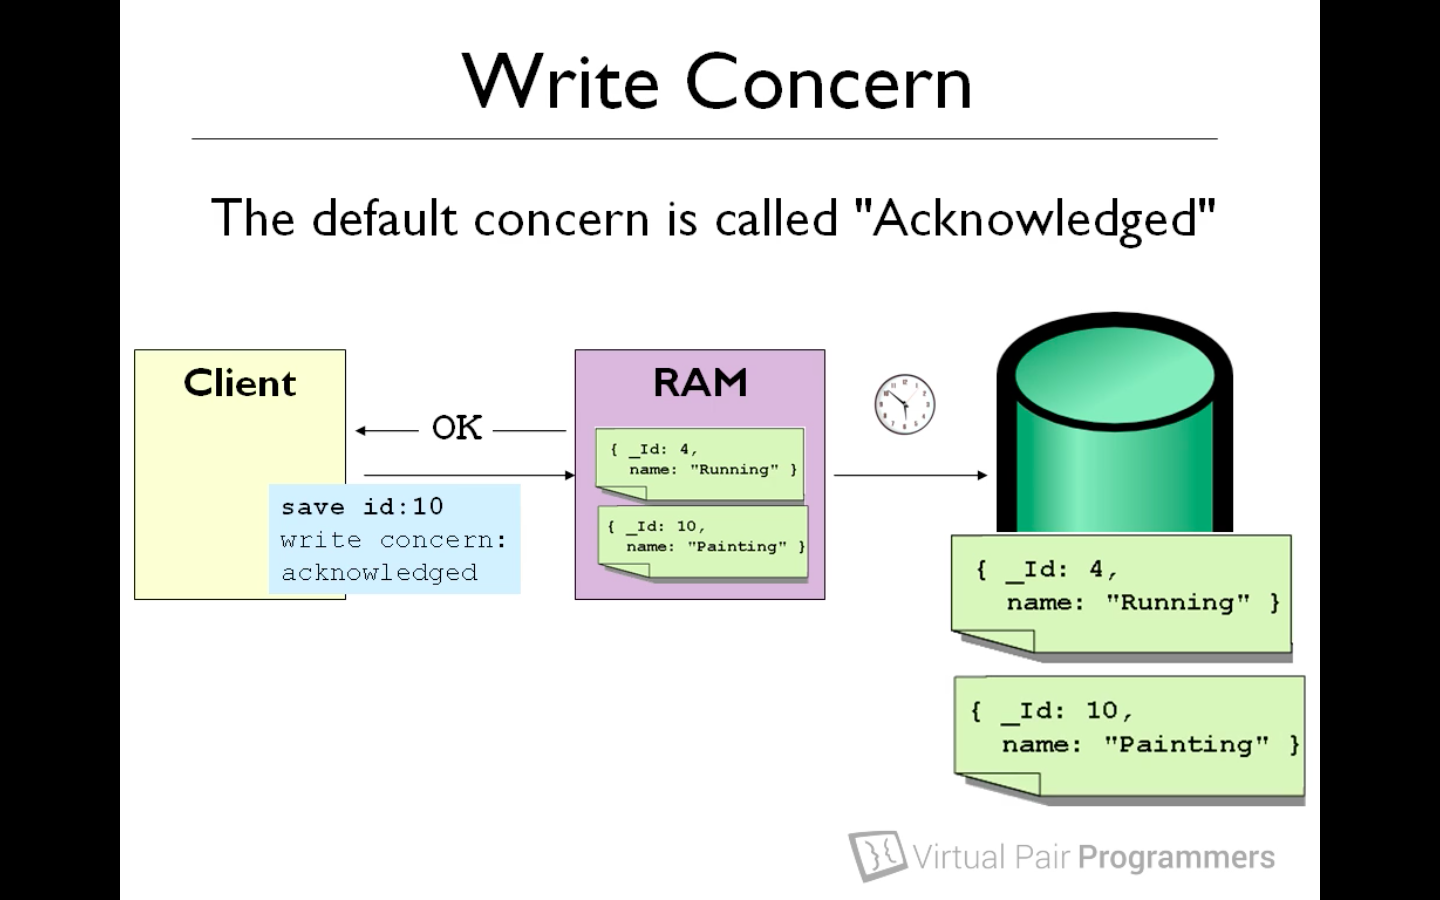 Write Concern
The default concern is called "Acknowledged"
Client
OK
save id:10
write concern:
acknowledged
RAM
{ _Id: 4,
name: "Running" }
{ _Id: 10,
name: "Painting" }
{ _Id: 4,
name: "Running" }
{ _Id: 10,
name: "Painting" }
Virtual Pair Programmers